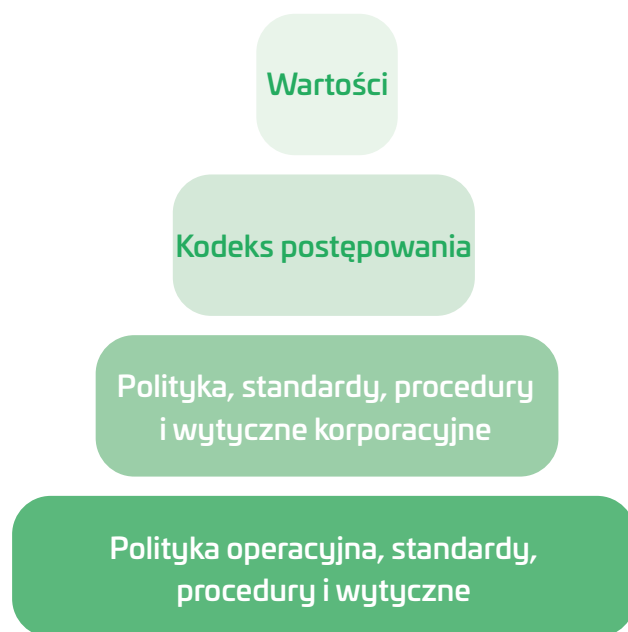 Wartości
Kodeks postępowania
Polityka, standardy, procedury
i wytyczne korporacyjne
Polityka operacyjna, standardy,
procedury i wytyczne